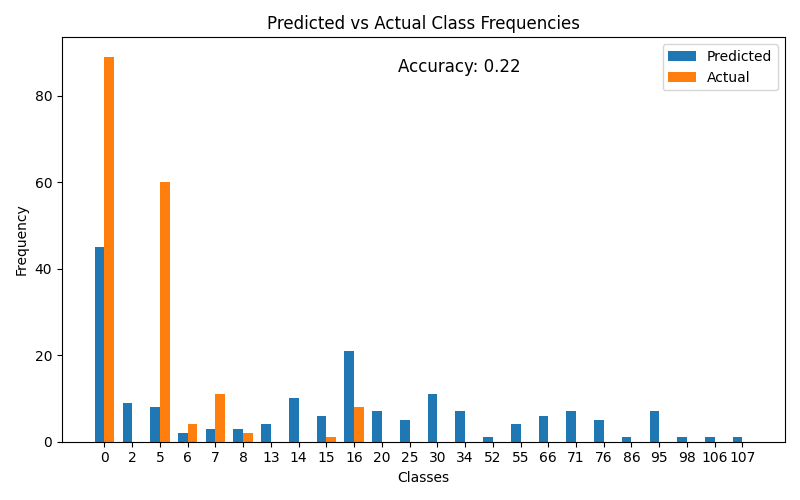 Predicted vs Actual Class Frequencies
Accuracy: 0.22
Predicted
Actual
Frequency
80
60
40
20
0
0 2 5 6 7 8 13 14 15 16 20 25 30 34 52 55 66 71 76 86 95 98 106 107
Classes